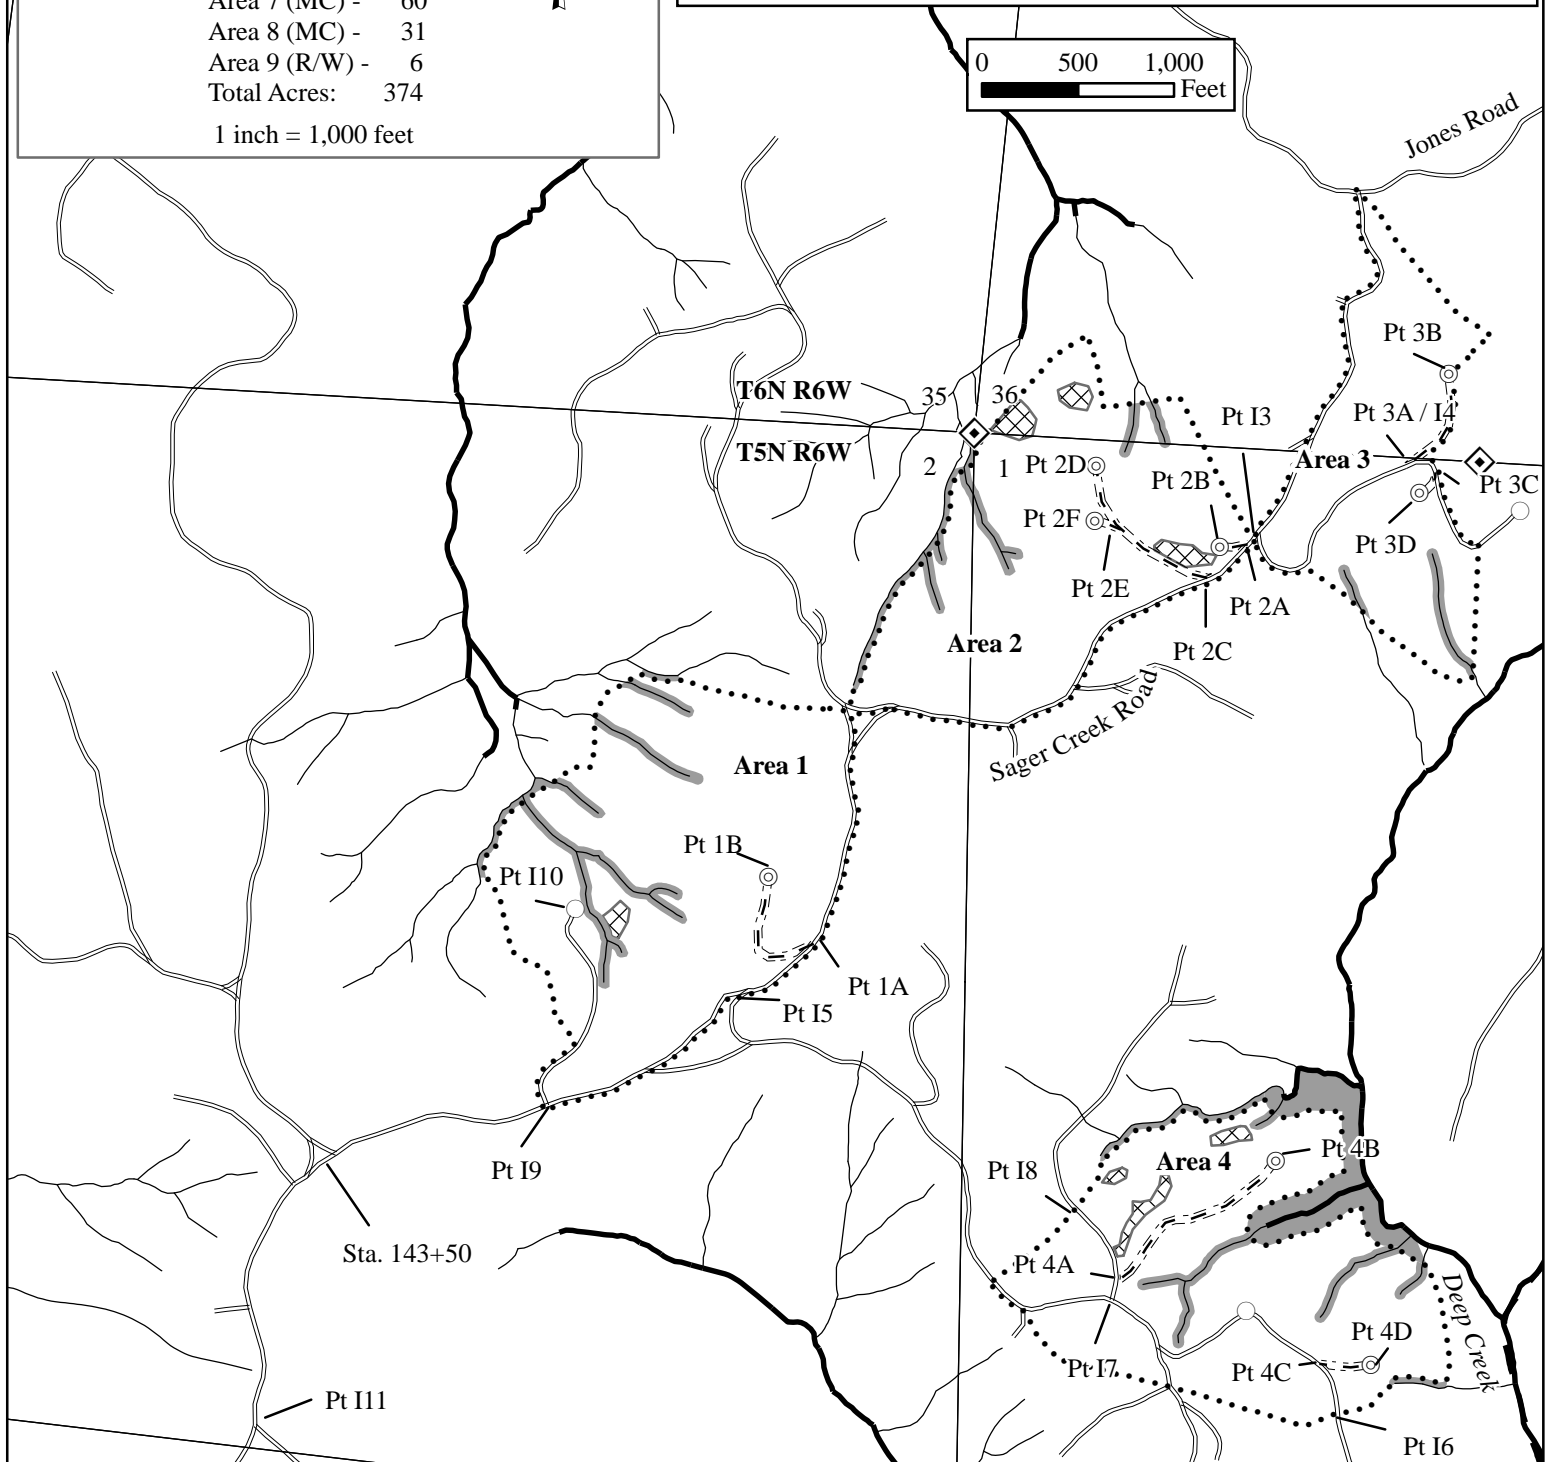 Area 7 (MC) - 60
Area 8 (MC) - 31
Area 9 (R/W) - 6
Total Acres: 374
1 inch = 1,000 feet
0 500 1,000
Feet
Jones Road
Pt 3B
T6N R6W
35
36
Pt I3
Pt 3A / I4
T5N R6W
2
1
Pt 2D
Pt 2B
Area 3
Pt 3C
Pt 2F
Pt 3D
Pt 2E
Pt 2A
Area 2
Pt 2C
Sager Creek Road
Area 1
Pt 1B
Pt I10
Pt 1A
Pt I5
Pt I9
Pt I8
Area 4
Pt 4B
Sta. 143+50
Pt 4A
Deep Creek
Pt 4D
Pt I7
Pt 4C
Pt I11
Pt I6